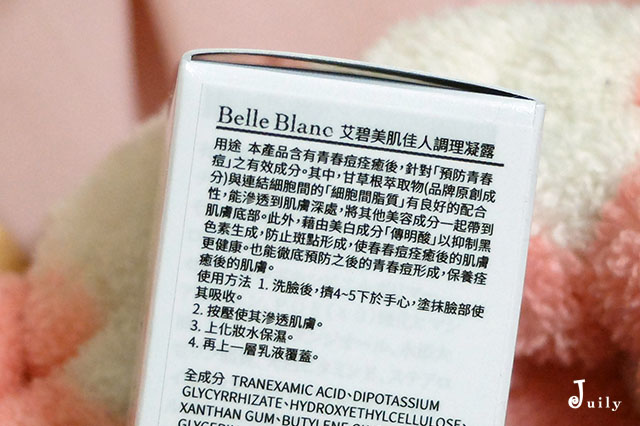 Belle Blanc 艾碧美肌佳人調理凝露
用途 本產品含有青春痘痊癒後,針對「預防青春
痘」之有效成分。其中,甘草根萃取物(品牌原創成
分)與連結細胞間的「細胞間脂質」有良好的配合
性,能滲透到肌膚深處,將其他美容成分一起帶到
肌膚底部。此外,藉由美白成分「傳明酸」以抑制黑
色素生成,防止斑點形成,使春春痘痊癒後的肌膚
更健康。也能徹底預防之後的青春痘形成,保養痊
癒後的肌膚。
使用方法 1. 洗臉後,擠4~5下於手心,塗抹臉部使
其吸收。
2. 按壓使其滲透肌膚。
3. 上化妝水保濕。
4. 再上一層乳液覆蓋。
全成分 TRANEXAMIC ACID、DIPOTASSIUM
GLYCYRRHIZATE、HYDROXYETHYLCELLULOSE、
XANTHAN GUM、BUTYLENE
Juily